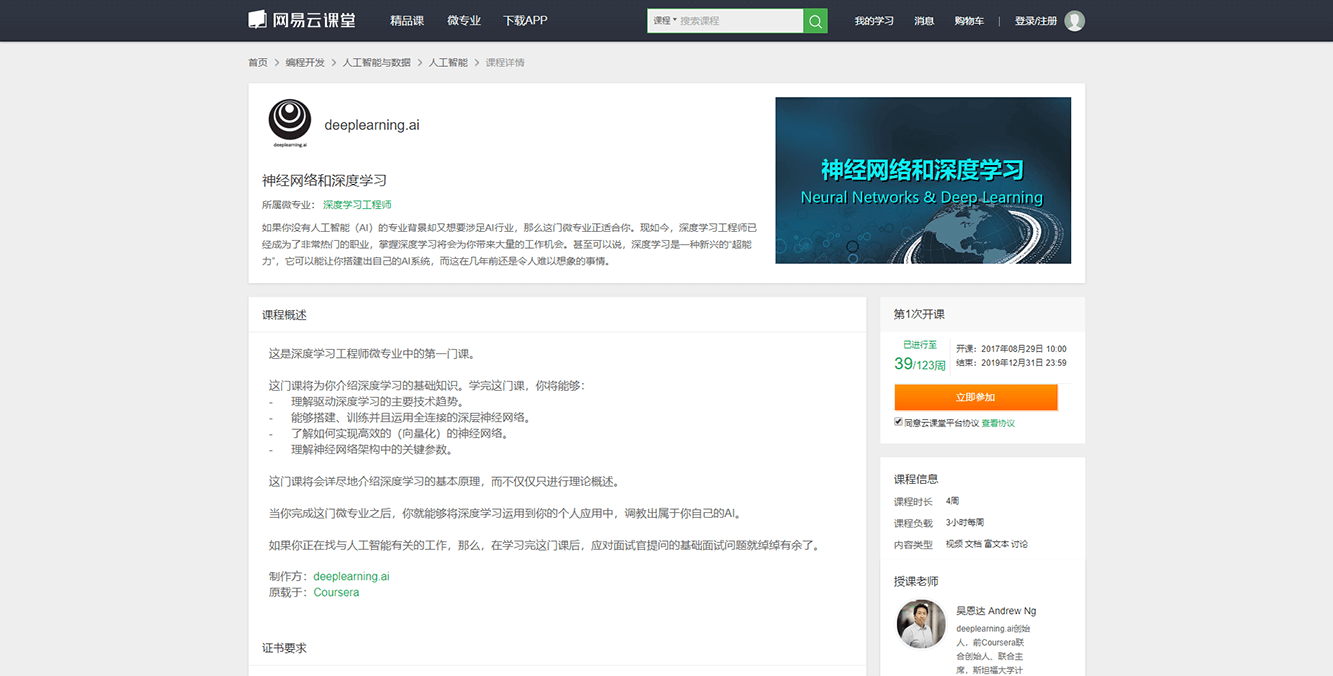 网易云课堂 精品课 微专业 下载APP 课程 搜索课程 我的学习 消息 购物车 | 登录/注册
首页 > 编程开发 > 人工智能与数据 > 人工智能 > 课程详情
deeplearning.ai
deeplearning.ai
神经网络和深度学习
所属微专业： 深度学习工程师
如果你没有人工智能（AI）的专业背景却又想要涉足AI行业，那么这门微专业正适合你。现如今，深度学习工程师已
经成为了非常热门的职业，掌握深度学习将会为你带来大量的工作机会。甚至可以说，深度学习是一种新兴的“超能
力”，它可以能让你搭建出自己的AI系统，而这在几年前还是令人难以想象的事情。
神经网络和深度学习
Neural Networks & Deep Learning
课程概述
这是深度学习工程师微专业中的第一门课。
这门课将为你介绍深度学习的基础知识。学完这门课，你将能够：
- 理解驱动深度学习的主要技术趋势。
- 能够搭建、训练并且运用全连接的深层神经网络。
- 了解如何实现高效的（向量化）的神经网络。
- 理解神经网络架构中的关键参数。
这门课将会详尽地介绍深度学习的基本原理，而不仅仅只进行理论概述。
当你完成这门微专业之后，你就能够将深度学习运用到你的个人应用中，调教出属于你自己的AI。
如果你正在找与人工智能有关的工作，那么，在学习完这门课后，应对面试官提问的基础面试问题就绰绰有余了。
制作方：deeplearning.ai
原载于：Coursera
证书要求
第1次开课
已进行至
39/123周
开课： 2017年08月29日 10:00
结束： 2019年12月31日 23:59
立即参加
同意云课堂平台协议 查看协议
课程信息
课程时长 4周
课程负载 3小时每周
内容类型 视频 文档 富文本 讨论
授课老师
吴恩达 Andrew Ng
deeplearning.ai创始
人，前Coursera联
合创始人、联合主
席，斯坦福大学计